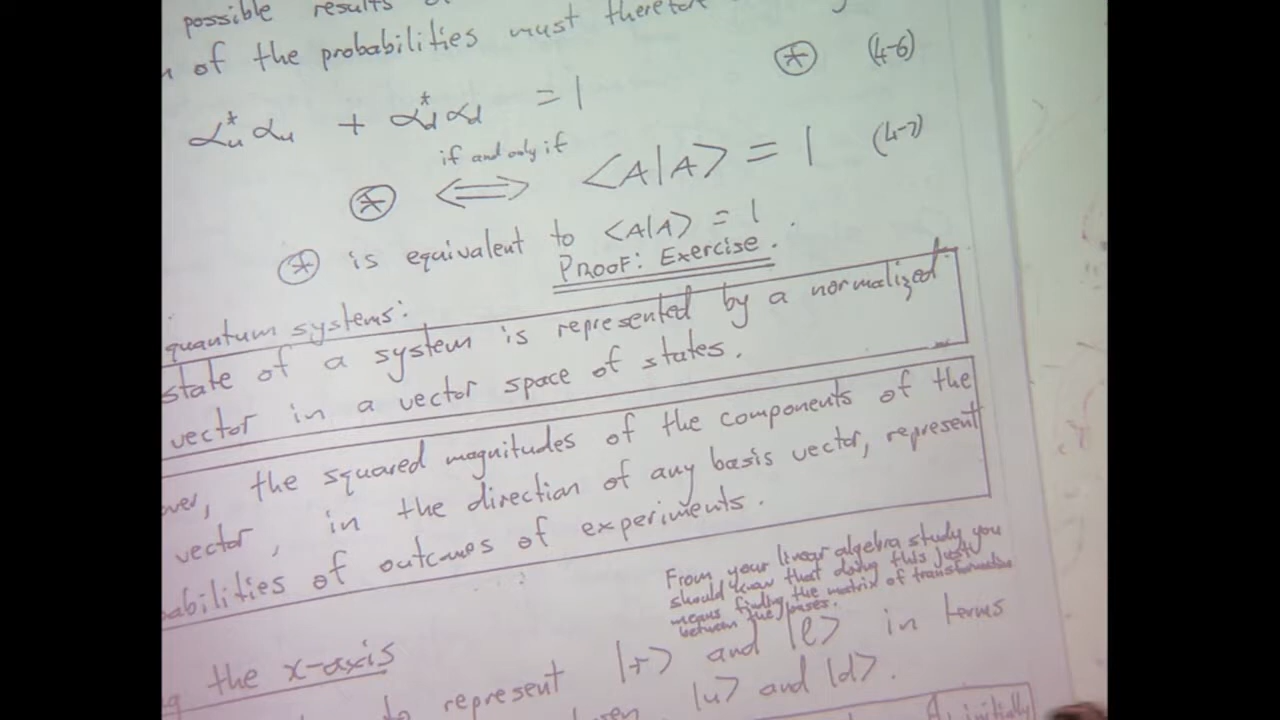 possible results
of the probabilities must therefore
α*ᵤ αᵤ + α*_d α_d = 1 ⊛ (4-6)
if and only if
⊛ ⟺ <A|A> = 1 (4-7)
⊛ is equivalent to <A|A> = 1.
PROOF: Exercise.
quantum systems:
state of a system is represented by a normalized
vector in a vector space of states.
over, the squared magnitudes of the components of the
vector, in the direction of any basis vector, represent
abilities of outcomes of experiments.
From your linear algebra study, you
should know that doing this just
means finding the matrix of transformation
between the bases.
the x-axis
to represent |r> and |l> in terms
|u> and |d>.
A initially